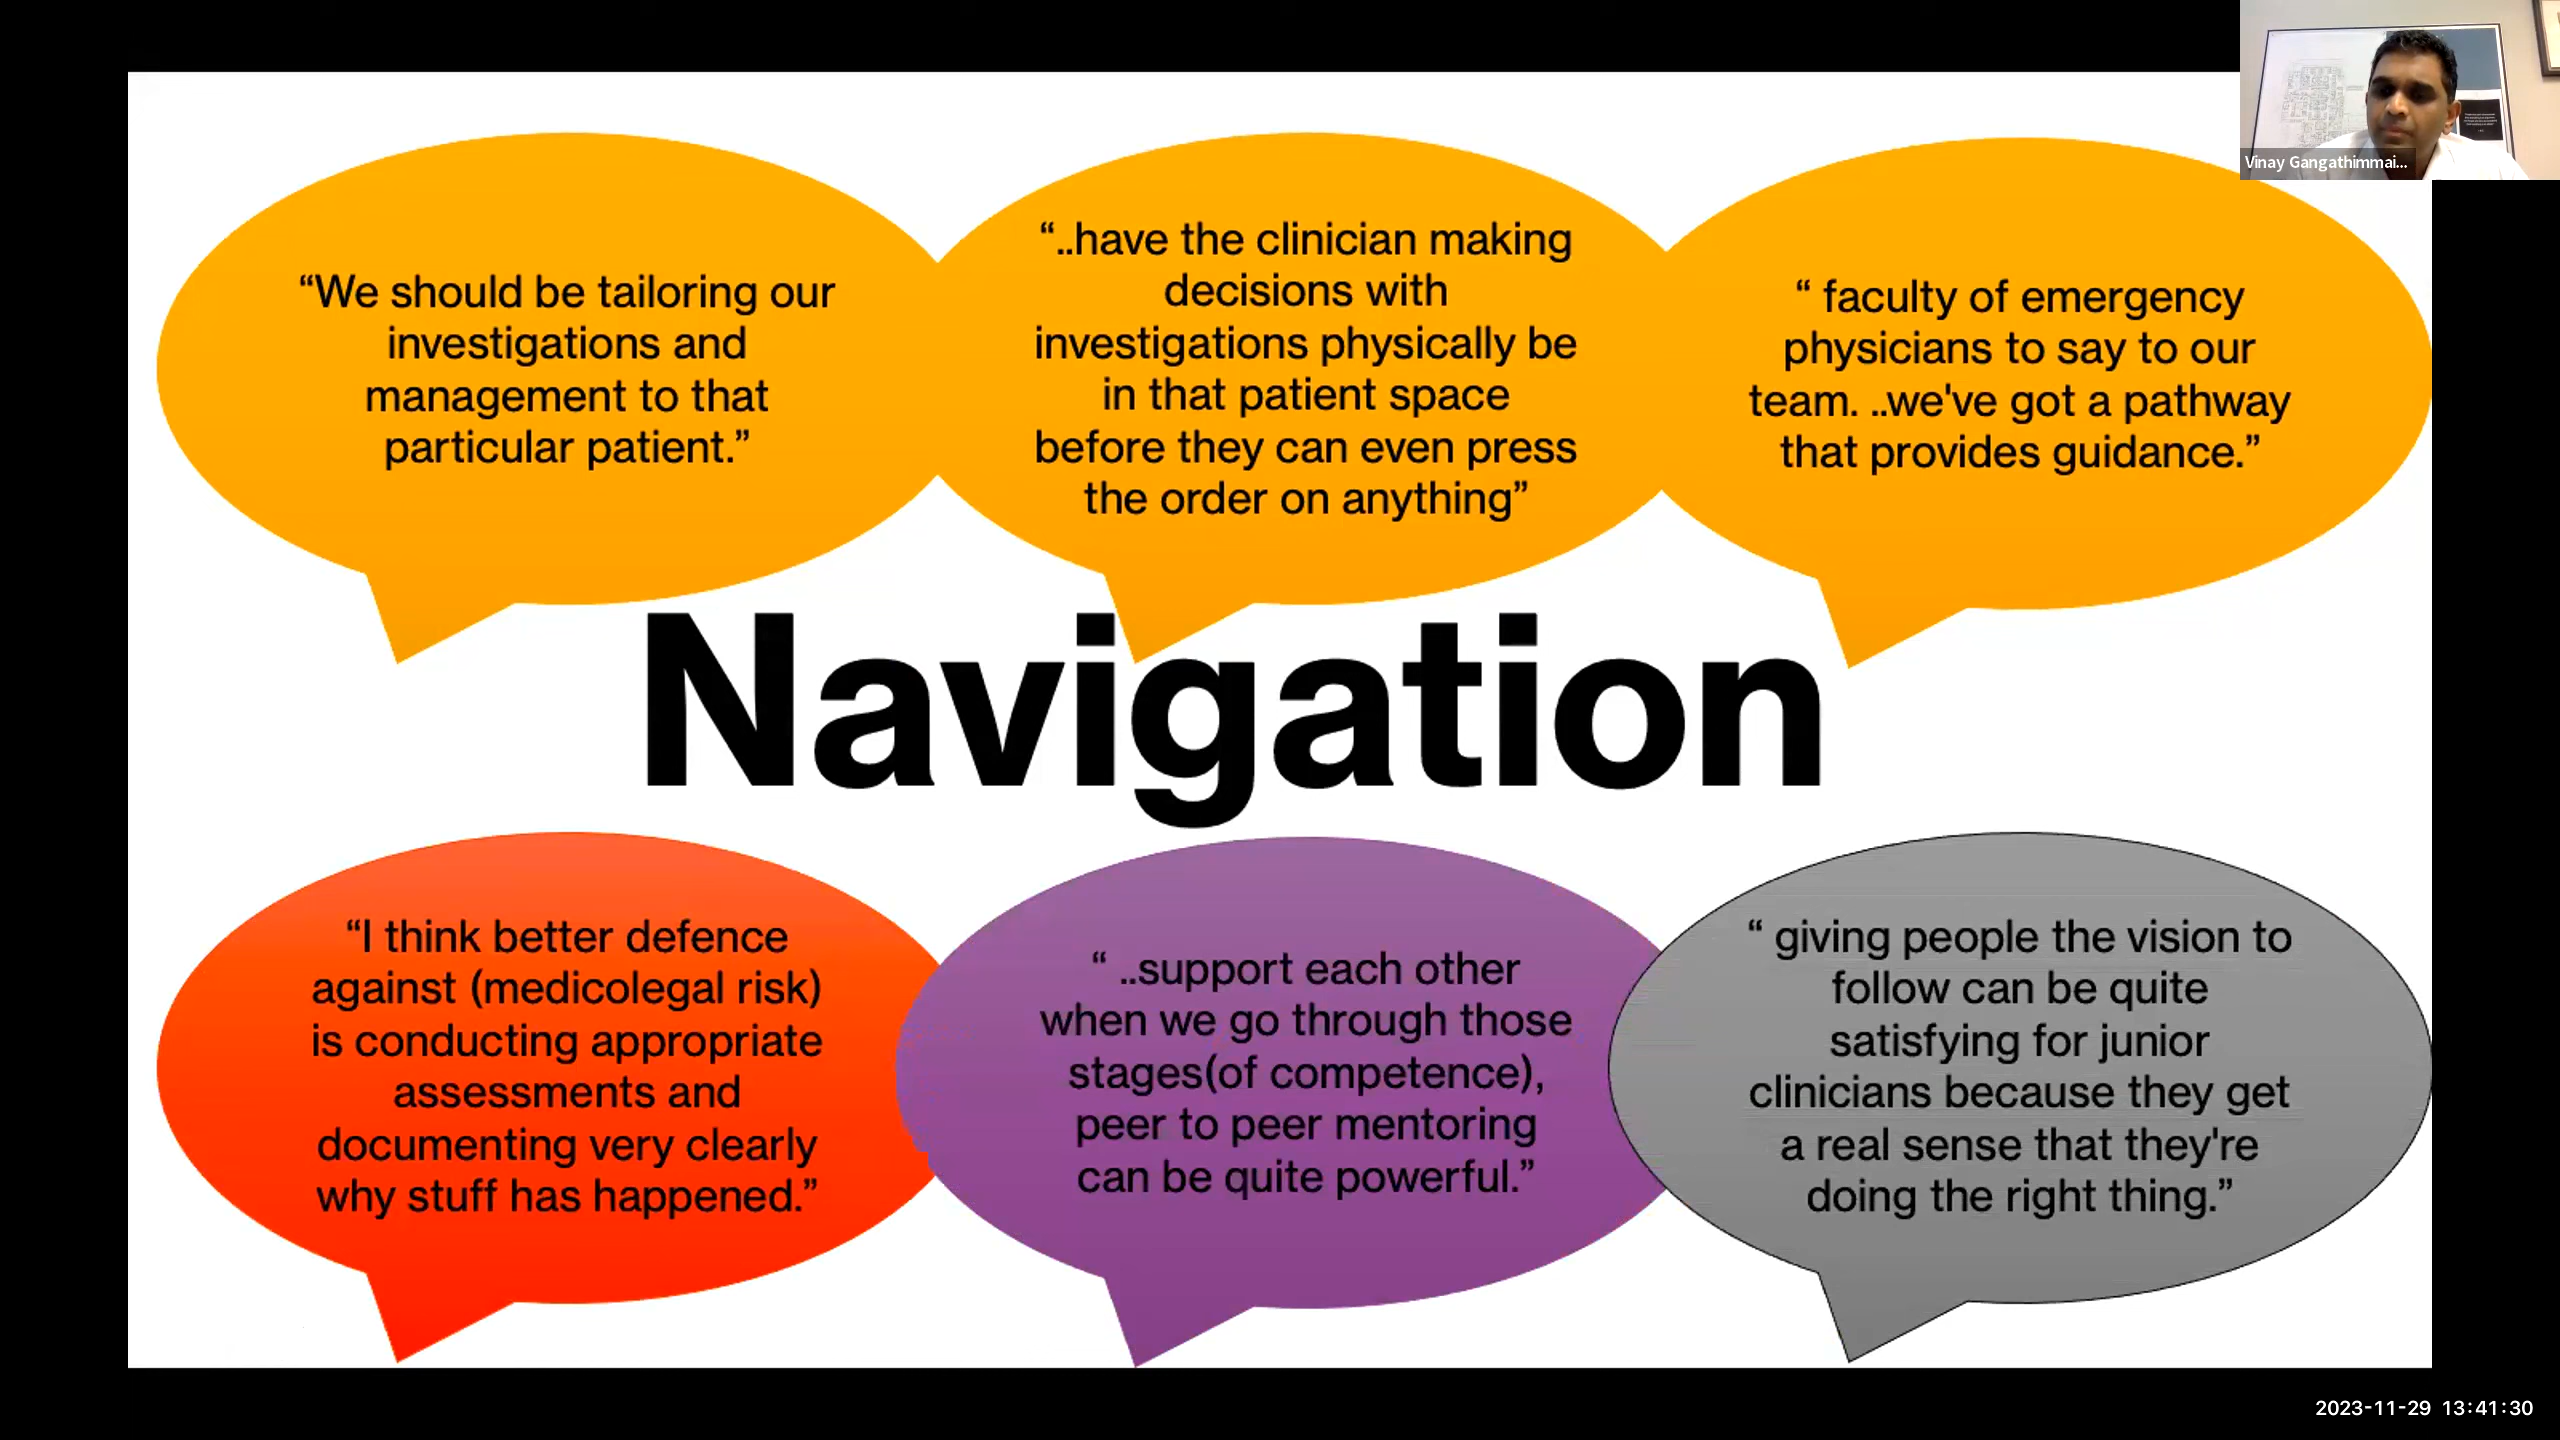 Vinay Gangathimmai...
“We should be tailoring our
investigations and
management to that
particular patient.”
“..have the clinician making
decisions with
investigations physically be
in that patient space
before they can even press
the order on anything”
“ faculty of emergency
physicians to say to our
team. ..we've got a pathway
that provides guidance.”
Navigation
“I think better defence
against (medicolegal risk)
is conducting appropriate
assessments and
documenting very clearly
why stuff has happened.”
“ ..support each other
when we go through those
stages(of competence),
peer to peer mentoring
can be quite powerful.”
“ giving people the vision to
follow can be quite
satisfying for junior
clinicians because they get
a real sense that they're
doing the right thing.”
2023-11-29 13:41:30